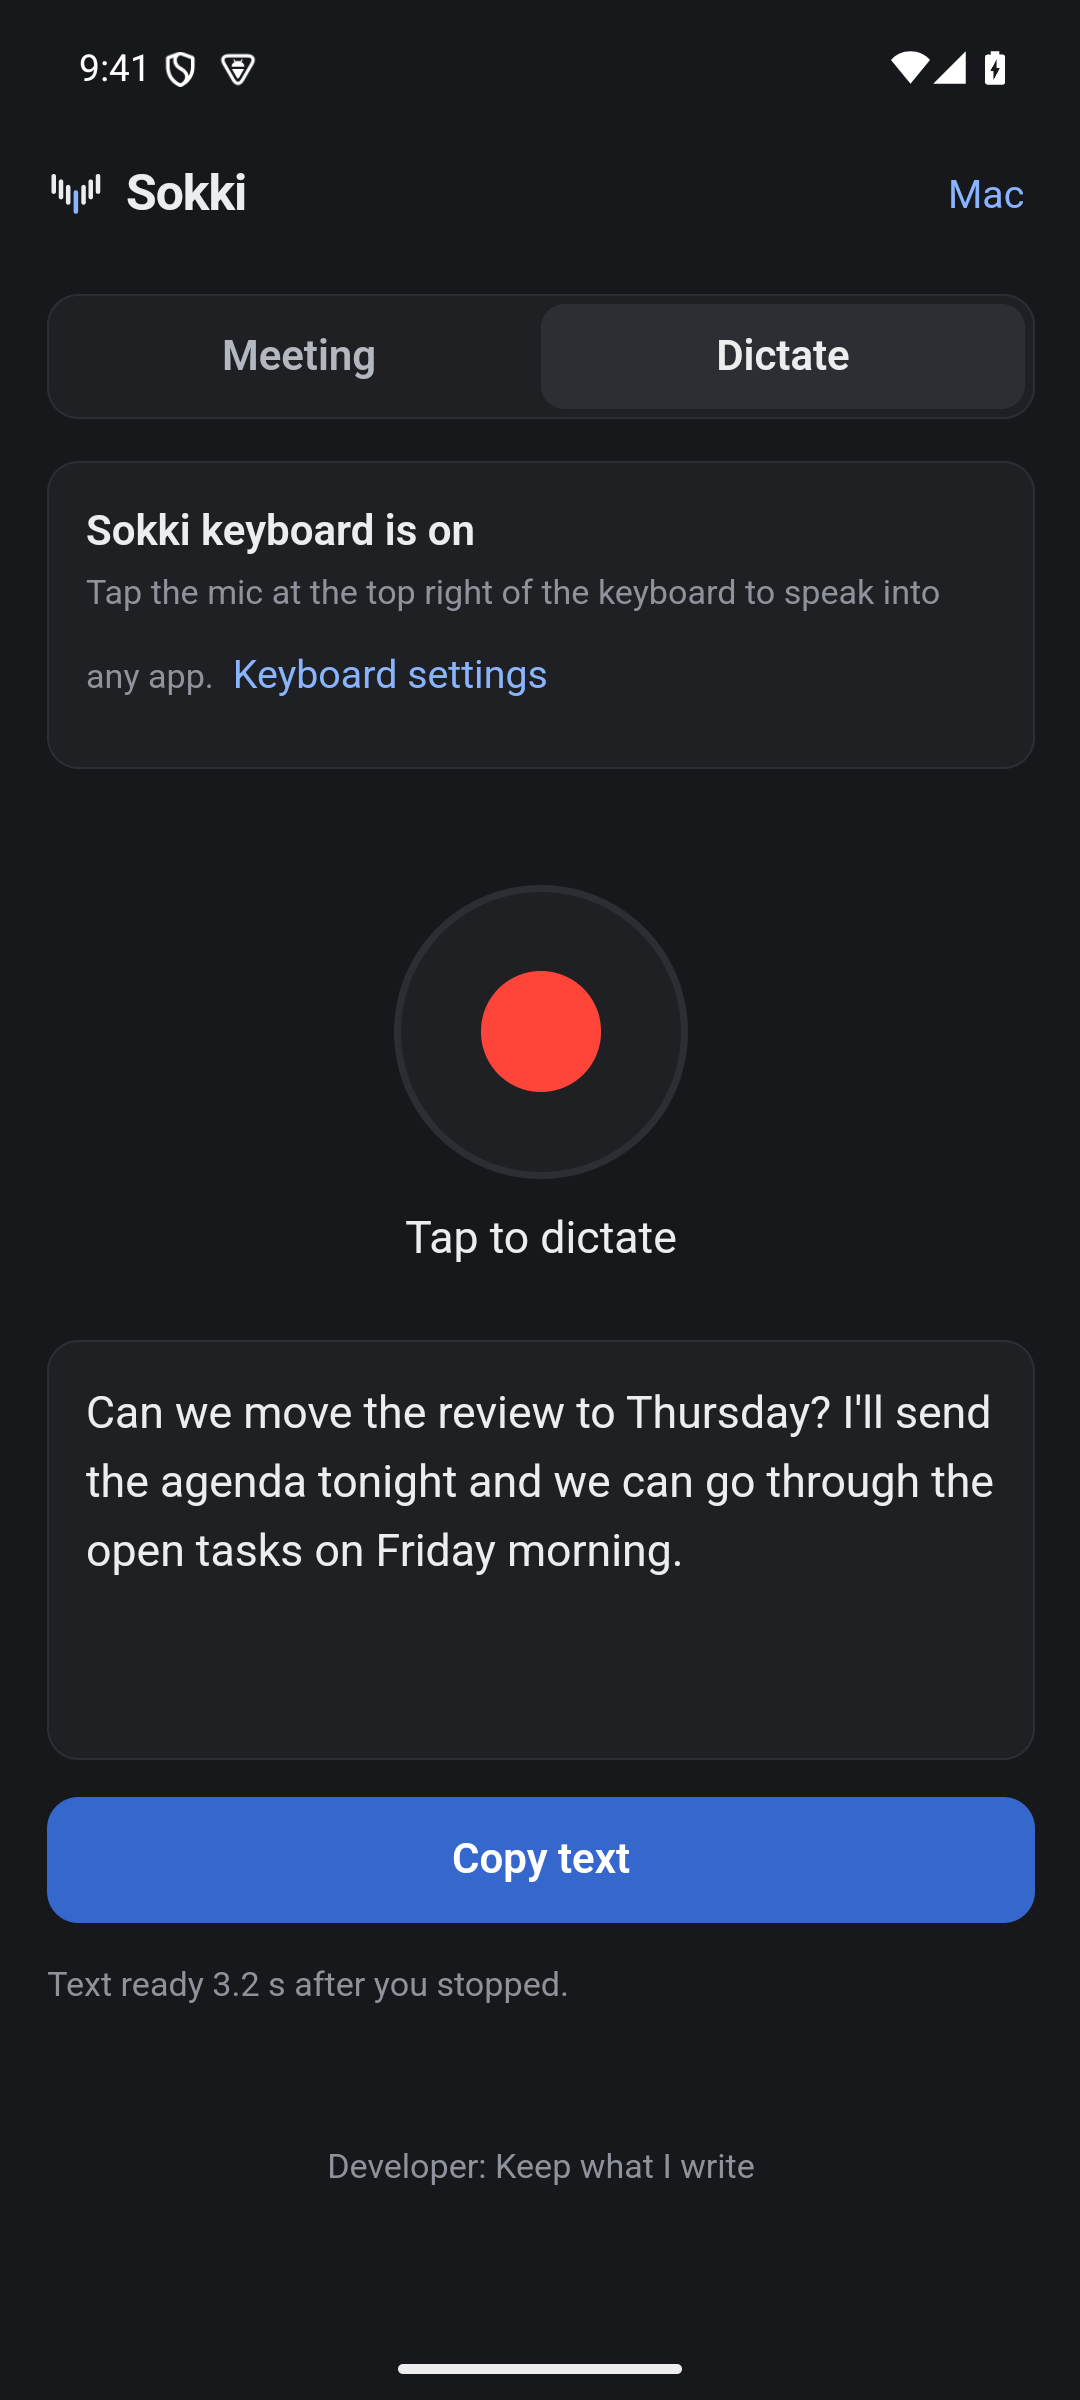 9:41
Sokki
Mac
Meeting
Dictate
Sokki keyboard is on
Tap the mic at the top right of the keyboard to speak into
any app. Keyboard settings
Tap to dictate
Can we move the review to Thursday? I'll send
the agenda tonight and we can go through the
open tasks on Friday morning.
Copy text
Text ready 3.2 s after you stopped.
Developer: Keep what I write